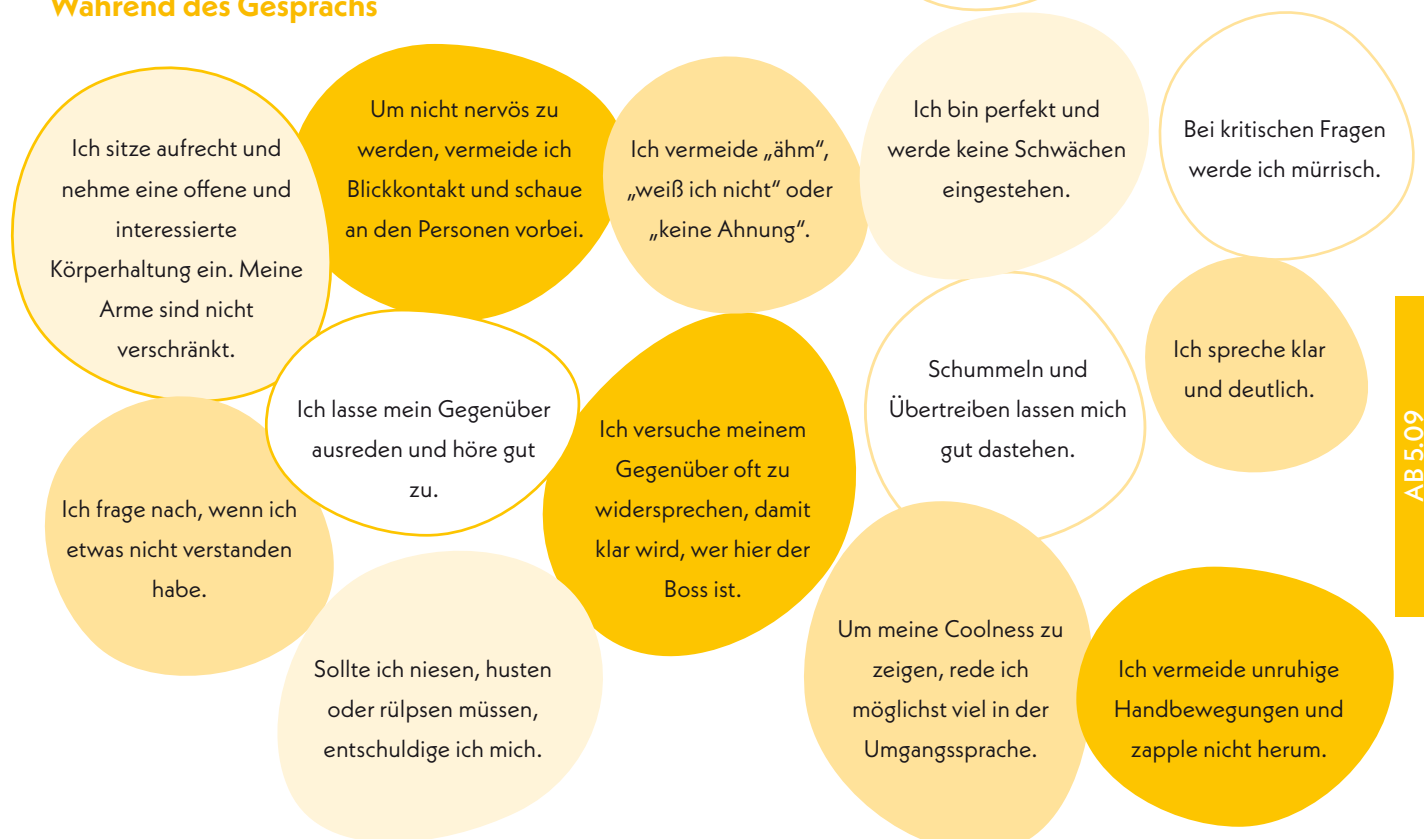 Während des Gesprächs
Ich sitze aufrecht und
nehme eine offene und
interessierte
Körperhaltung ein. Meine
Arme sind nicht
verschränkt.
Um nicht nervös zu
werden, vermeide ich
Blickkontakt und schaue
an den Personen vorbei.
Ich vermeide „ähm“,
„weiß ich nicht“ oder
„keine Ahnung“.
Ich bin perfekt und
werde keine Schwächen
eingestehen.
Bei kritischen Fragen
werde ich mürrisch.
Ich lasse mein Gegenüber
ausreden und höre gut
zu.
Ich versuche meinem
Gegenüber oft zu
widersprechen, damit
klar wird, wer hier der
Boss ist.
Schummeln und
Übertreiben lassen mich
gut dastehen.
Ich spreche klar
und deutlich.
Ich frage nach, wenn ich
etwas nicht verstanden
habe.
Sollte ich niesen, husten
oder rülpsen müssen,
entschuldige ich mich.
Um meine Coolness zu
zeigen, rede ich
möglichst viel in der
Umgangssprache.
Ich vermeide unruhige
Handbewegungen und
zapple nicht herum.
AB 5.09